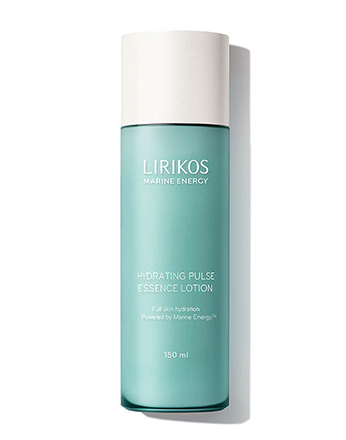 LIRIKOS
MARINE ENERGY
HYDRATING PULSE
ESSENCE LOTION
Full skin hydration
Powered by Marine Energy™
150 ml